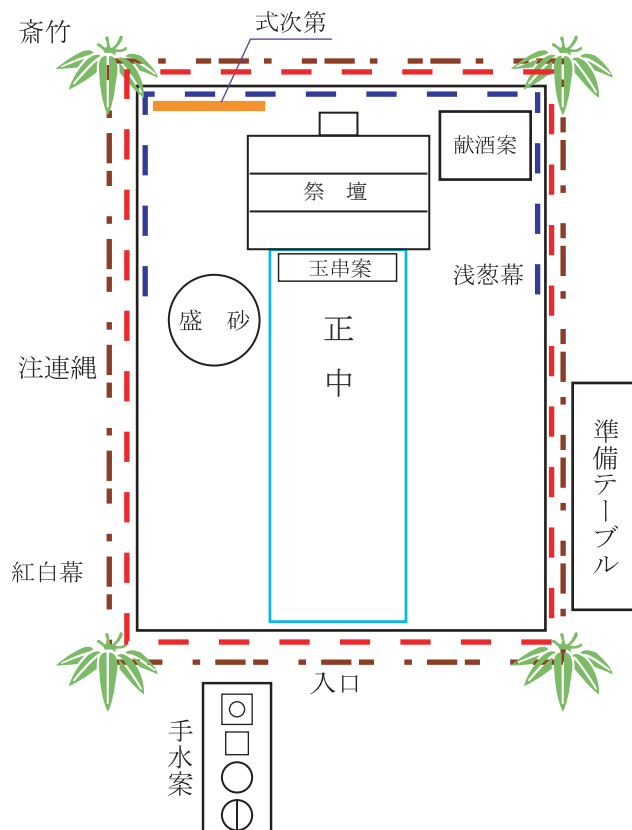 式次第
斎竹
献酒案
祭 壇
玉串案
浅葱幕
盛 砂
正中
注連縄
準備テーブル
紅白幕
入口
手水案